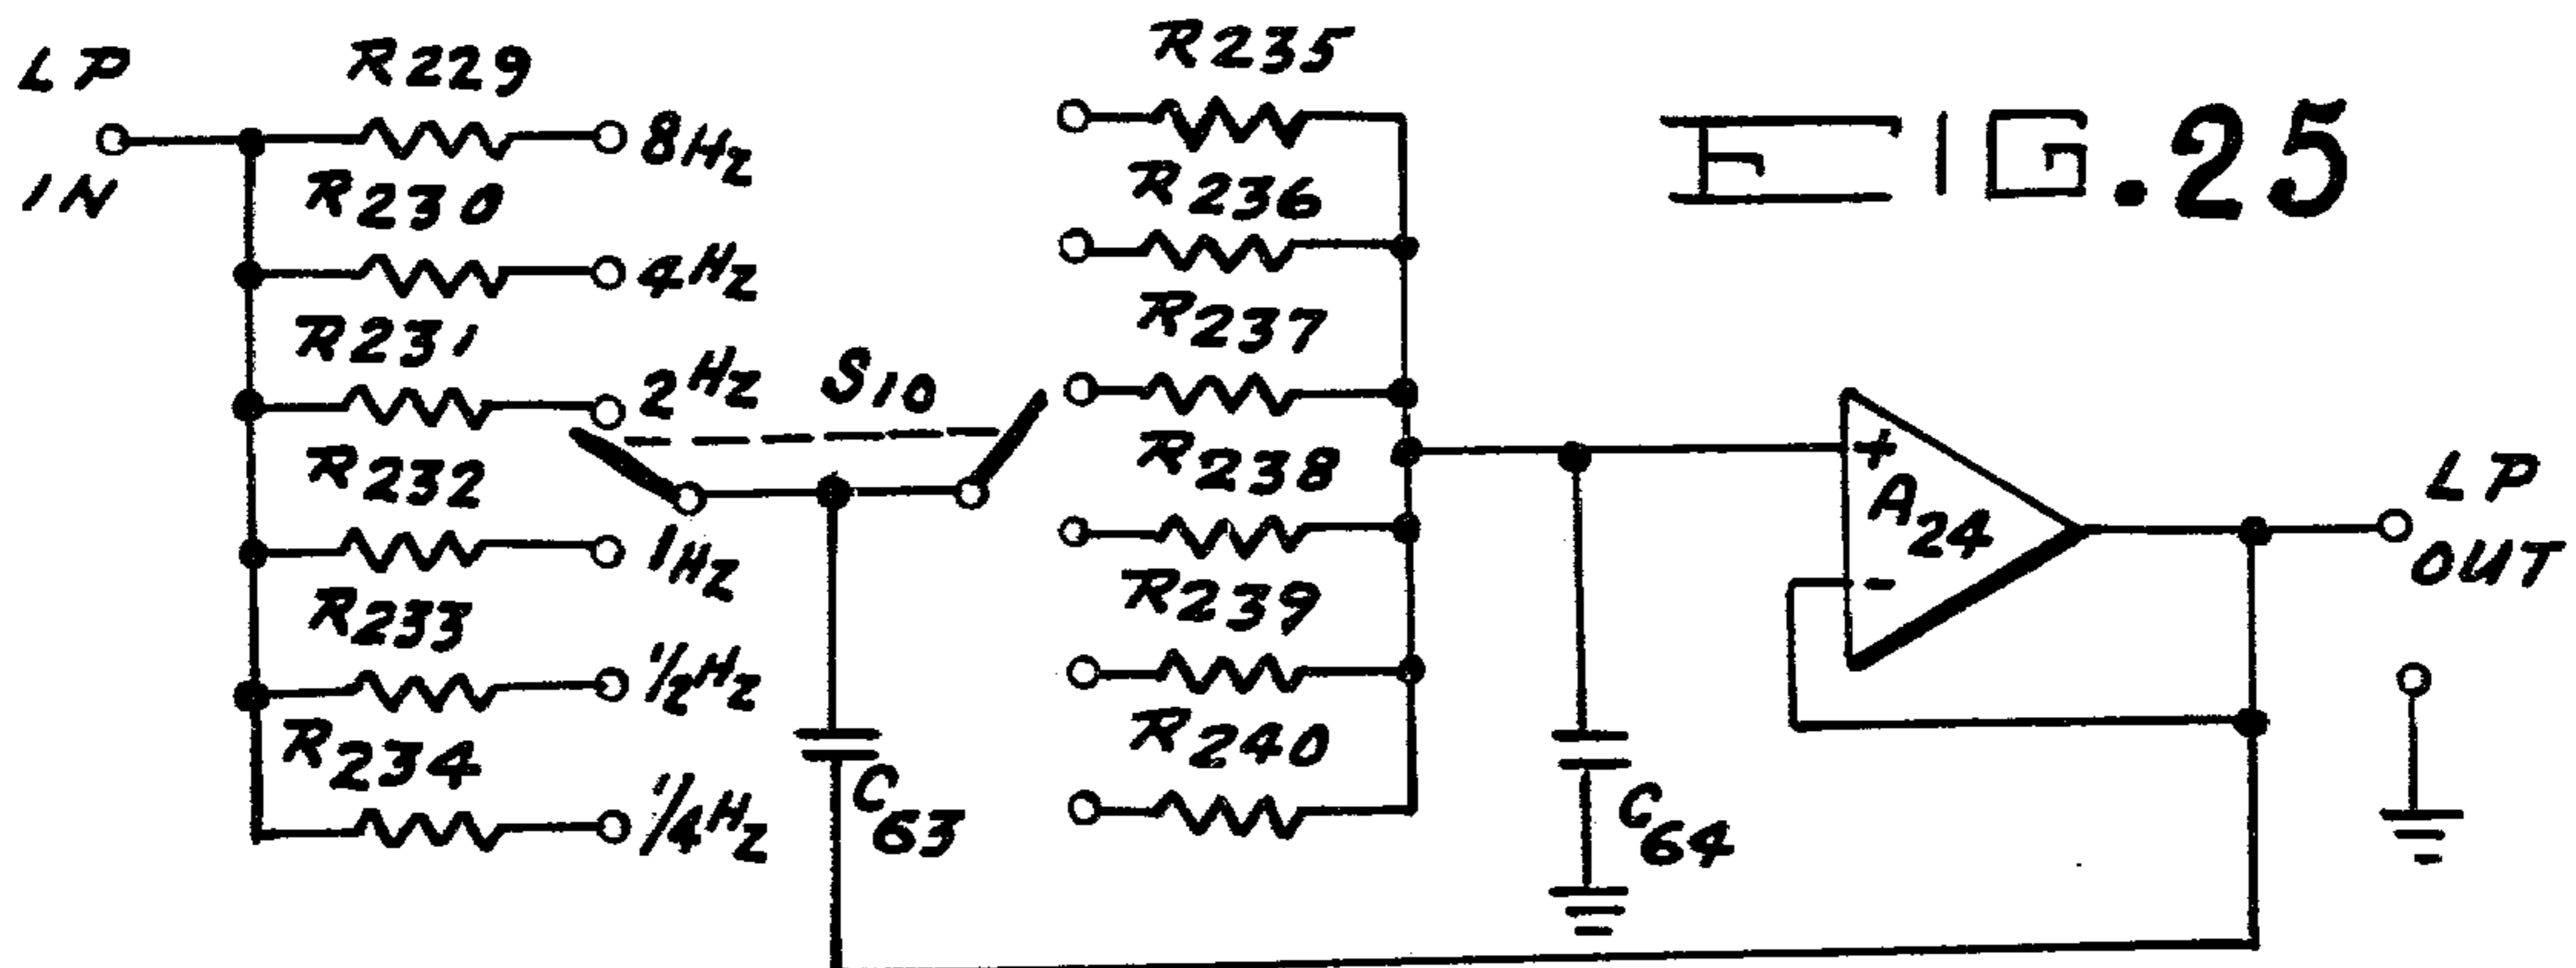 LP
IN
R229
8Hz
R230
4Hz
R231
2Hz
R232
1Hz
R233
1/2Hz
R234
1/4Hz
S10
C63
R235
R236
R237
R238
R239
R240
FIG.25
C64
+
A24
-
LP
OUT